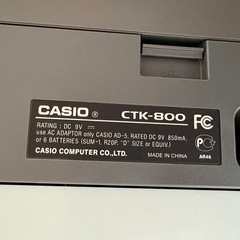 CASIO® CTK-800
FC
RATING : DC 9V ⎓
use AC ADAPTOR only CASIO AD-5, RATED DC 9V 850mA,
or 6 BATTERIES (SUM-1, R20P, "D" SIZE or EQUIV.)
CASIO COMPUTER CO.,LTD. MADE IN CHINA
AR46